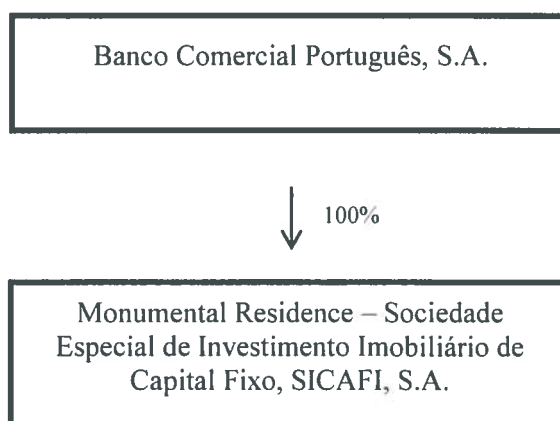 Banco Comercial Português, S.A.
100%
Monumental Residence – Sociedade
Especial de Investimento Imobiliário de
Capital Fixo, SICAFI, S.A.